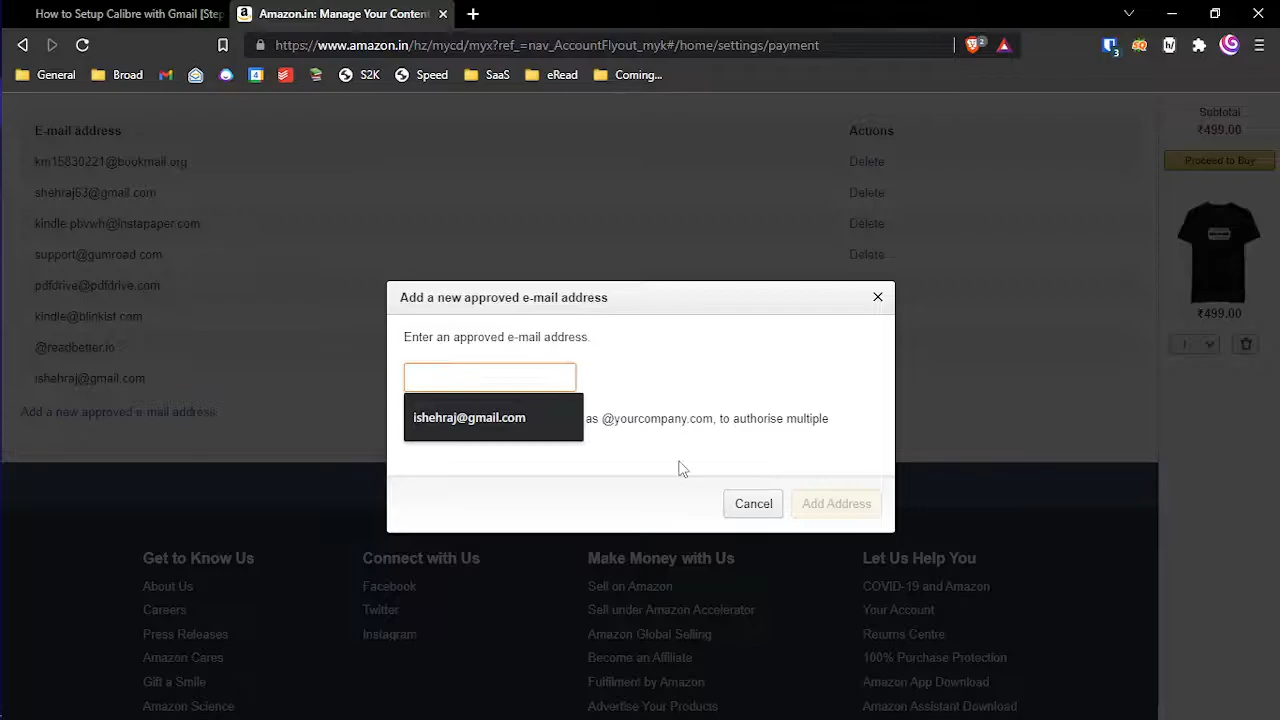 How to Setup Calibre with Gmail [Step
Amazon.in: Manage Your Content
https://www.amazon.in/hz/mycd/myx?ref_=nav_AccountFlyout_myk#/home/settings/payment
2
3
General
Broad
4
S2K
Speed
SaaS
eRead
Coming...
E-mail address
Actions
km15830221@bookmail.org
Delete
shehraj53@gmail.com
Delete
kindle.pbvwh@instapaper.com
Delete
support@gumroad.com
Delete
pdfdrive@pdfdrive.com
kindle@blinkist.com
@readbetter.io
ishehraj@gmail.com
Add a new approved e-mail address
Subtotal
₹499.00
Proceed to Buy
₹499.00
Add a new approved e-mail address
Enter an approved e-mail address.
ishehraj@gmail.com
as @yourcompany.com, to authorise multiple
Cancel
Add Address
Get to Know Us
About Us
Careers
Press Releases
Amazon Cares
Gift a Smile
Amazon Science
Connect with Us
Facebook
Twitter
Instagram
Make Money with Us
Sell on Amazon
Sell under Amazon Accelerator
Amazon Global Selling
Become an Affiliate
Fulfilment by Amazon
Advertise Your Products
Let Us Help You
COVID-19 and Amazon
Your Account
Returns Centre
100% Purchase Protection
Amazon App Download
Amazon Assistant Download